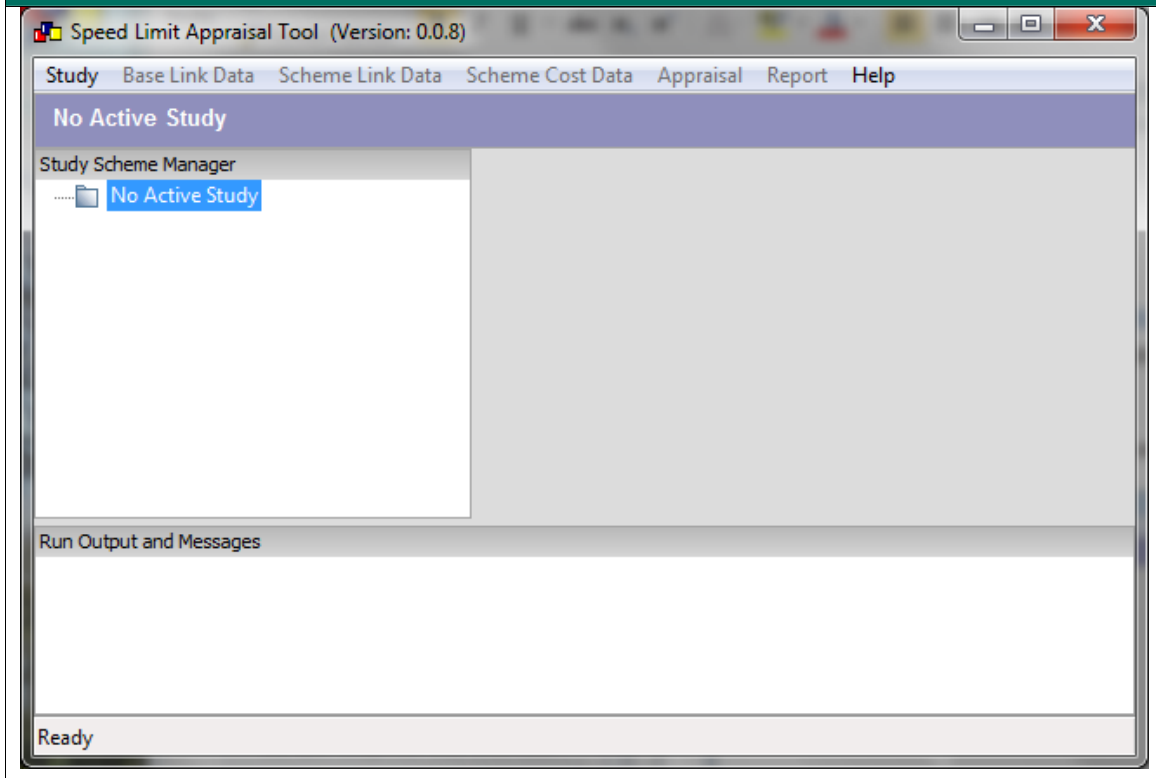 Speed Limit Appraisal Tool (Version: 0.0.8)
Study Base Link Data Scheme Link Data Scheme Cost Data Appraisal Report Help
No Active Study
Study Scheme Manager
No Active Study
Run Output and Messages
Ready